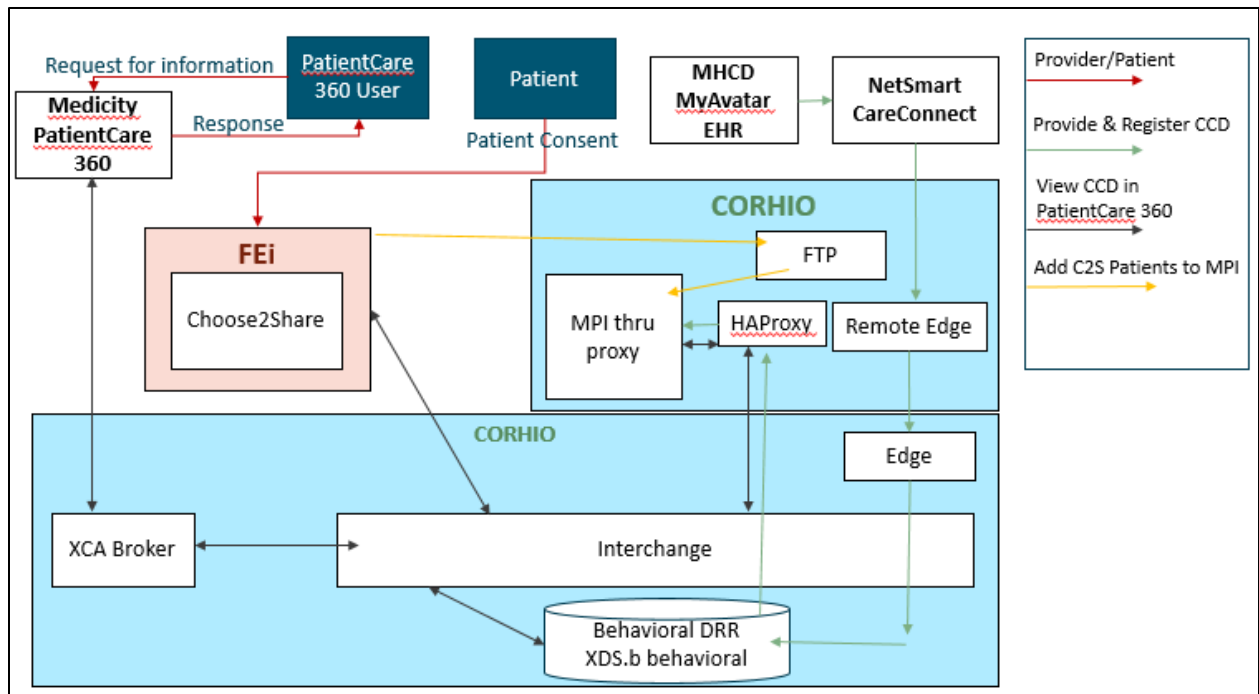 Request for information
PatientCare
360 User
Medicity
PatientCare
360
Response
Patient
Patient Consent
MHCD
MyAvatar
EHR
NetSmart
CareConnect
Provider/Patient
Provide & Register CCD
View CCD in
PatientCare 360
Add C2S Patients to MPI
FEi
Choose2Share
CORHIO
FTP
MPI thru
proxy
HAProxy
Remote Edge
CORHIO
Edge
XCA Broker
Interchange
Behavioral DRR
XDS.b behavioral